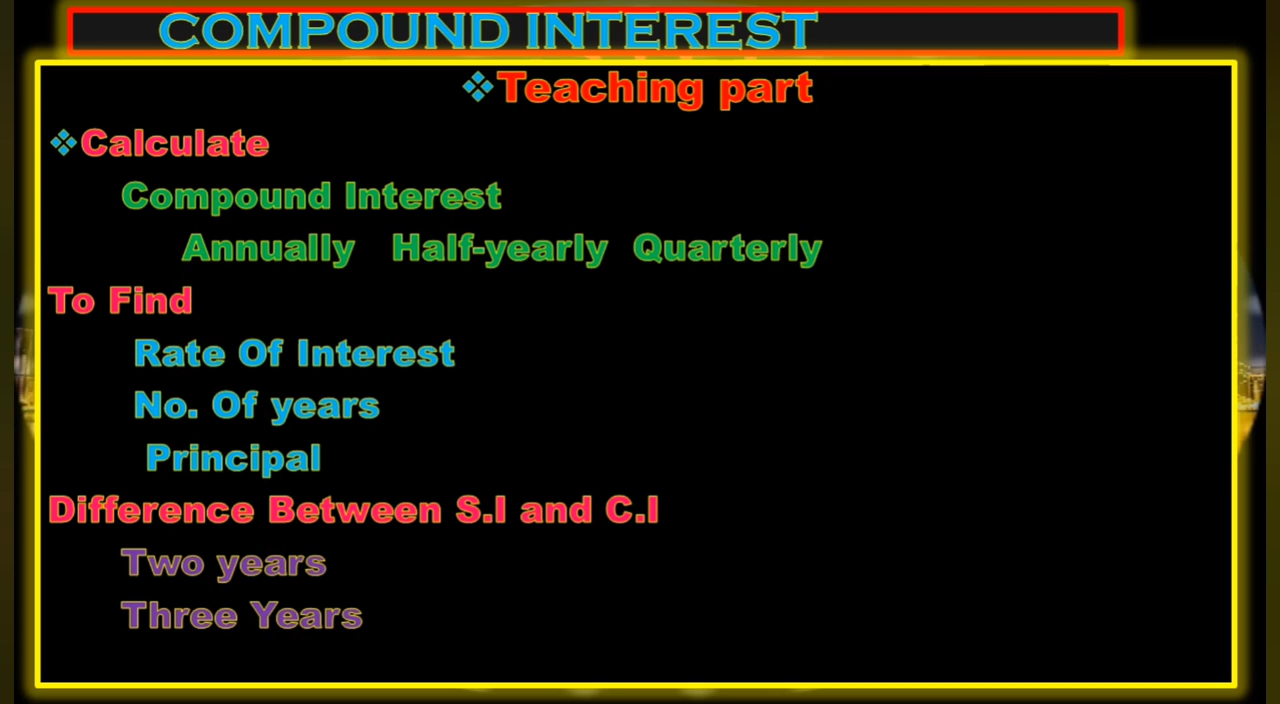 COMPOUND INTEREST
❖Teaching part
❖Calculate
Compound Interest
Annually Half-yearly Quarterly
To Find
Rate Of Interest
No. Of years
Principal
Difference Between S.I and C.I
Two years
Three Years